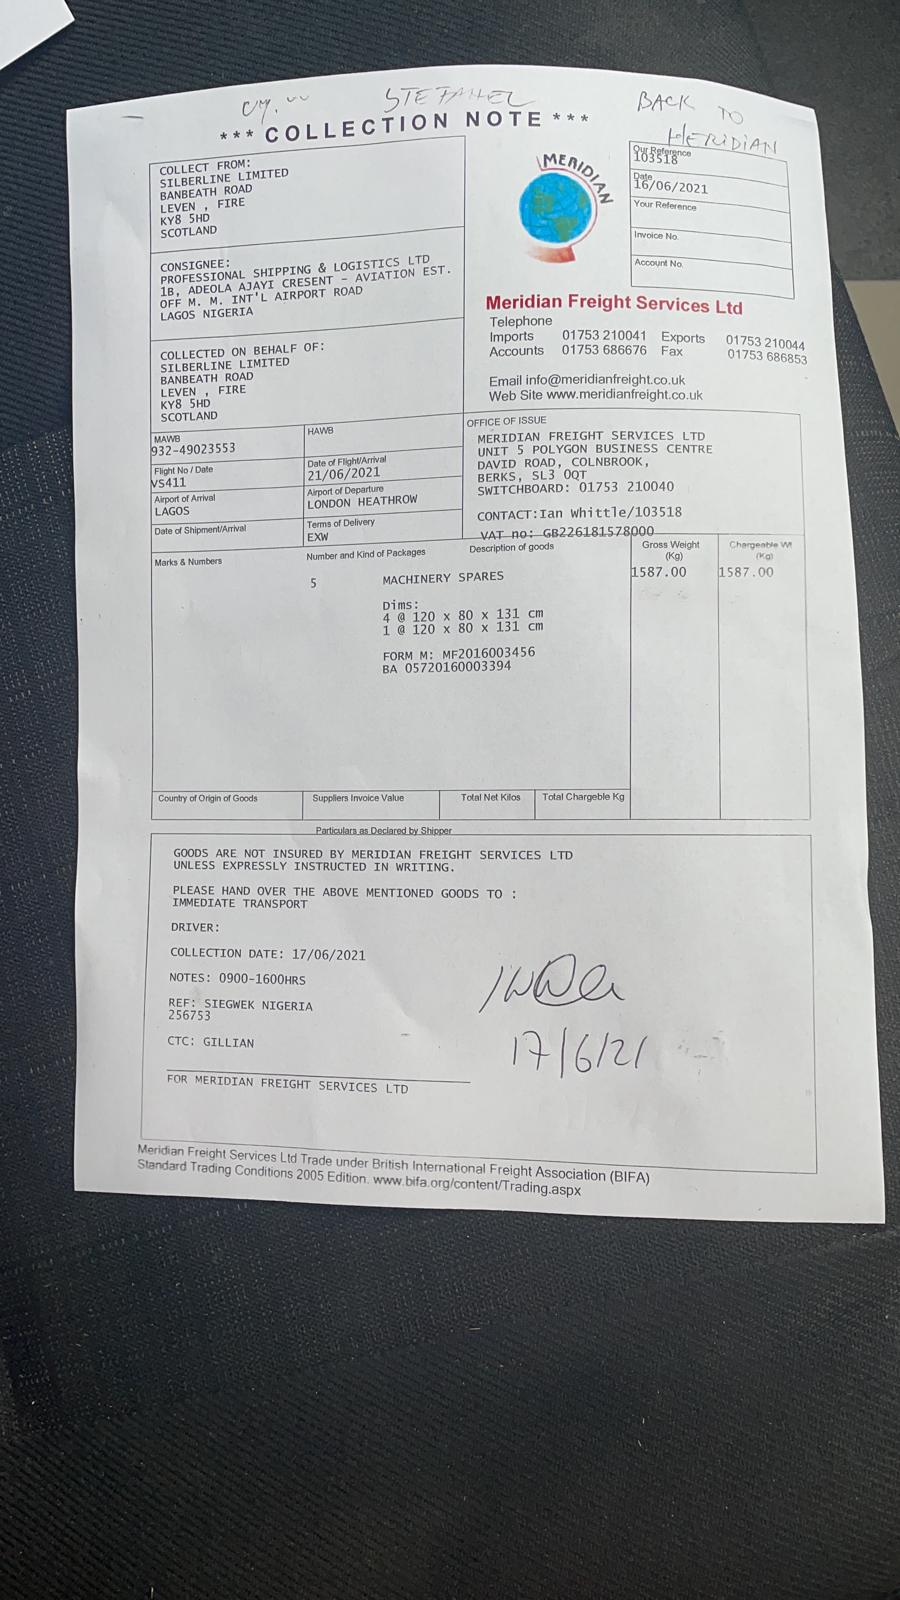 STEFANEL
BACK TO
MERIDIAN
*** COLLECTION NOTE ***
COLLECT FROM:
SILBERLINE LIMITED
BANBEATH ROAD
LEVEN , FIRE
KY8 5HD
SCOTLAND
CONSIGNEE:
PROFESSIONAL SHIPPING & LOGISTICS LTD
1B, ADEOLA AJAYI CRESENT - AVIATION EST.
OFF M. M. INT'L AIRPORT ROAD
LAGOS NIGERIA
COLLECTED ON BEHALF OF:
SILBERLINE LIMITED
BANBEATH ROAD
LEVEN , FIRE
KY8 5HD
SCOTLAND
MERIDIAN
Our Reference
103518
Date
16/06/2021
Your Reference
Invoice No.
Account No.
Meridian Freight Services Ltd
Telephone
Imports 01753 210041 Exports 01753 210044
Accounts 01753 686676 Fax 01753 686853
Email info@meridianfreight.co.uk
Web Site www.meridianfreight.co.uk
MAWB
932-49023553
HAWB
Flight No / Date
VS411
Date of Flight/Arrival
21/06/2021
Airport of Arrival
LAGOS
Airport of Departure
LONDON HEATHROW
Date of Shipment/Arrival
Terms of Delivery
EXW
OFFICE OF ISSUE
MERIDIAN FREIGHT SERVICES LTD
UNIT 5 POLYGON BUSINESS CENTRE
DAVID ROAD, COLNBROOK,
BERKS, SL3 0QT
SWITCHBOARD: 01753 210040
CONTACT:Ian Whittle/103518
VAT no: GB226181578000
Marks & Numbers
Number and Kind of Packages
Description of goods
Gross Weight
(Kg)
Chargeable Wt
(Kg)
5 MACHINERY SPARES
1587.00
1587.00
Dims:
4 @ 120 x 80 x 131 cm
1 @ 120 x 80 x 131 cm
FORM M: MF2016003456
BA 05720160003394
Country of Origin of Goods
Suppliers Invoice Value
Total Net Kilos
Total Chargeble Kg
Particulars as Declared by Shipper
GOODS ARE NOT INSURED BY MERIDIAN FREIGHT SERVICES LTD
UNLESS EXPRESSLY INSTRUCTED IN WRITING.
PLEASE HAND OVER THE ABOVE MENTIONED GOODS TO :
IMMEDIATE TRANSPORT
DRIVER:
COLLECTION DATE: 17/06/2021
NOTES: 0900-1600HRS
REF: SIEGWEK NIGERIA
256753
CTC: GILLIAN
17/6/21
FOR MERIDIAN FREIGHT SERVICES LTD
Meridian Freight Services Ltd Trade under British International Freight Association (BIFA)
Standard Trading Conditions 2005 Edition. www.bifa.org/content/Trading.aspx